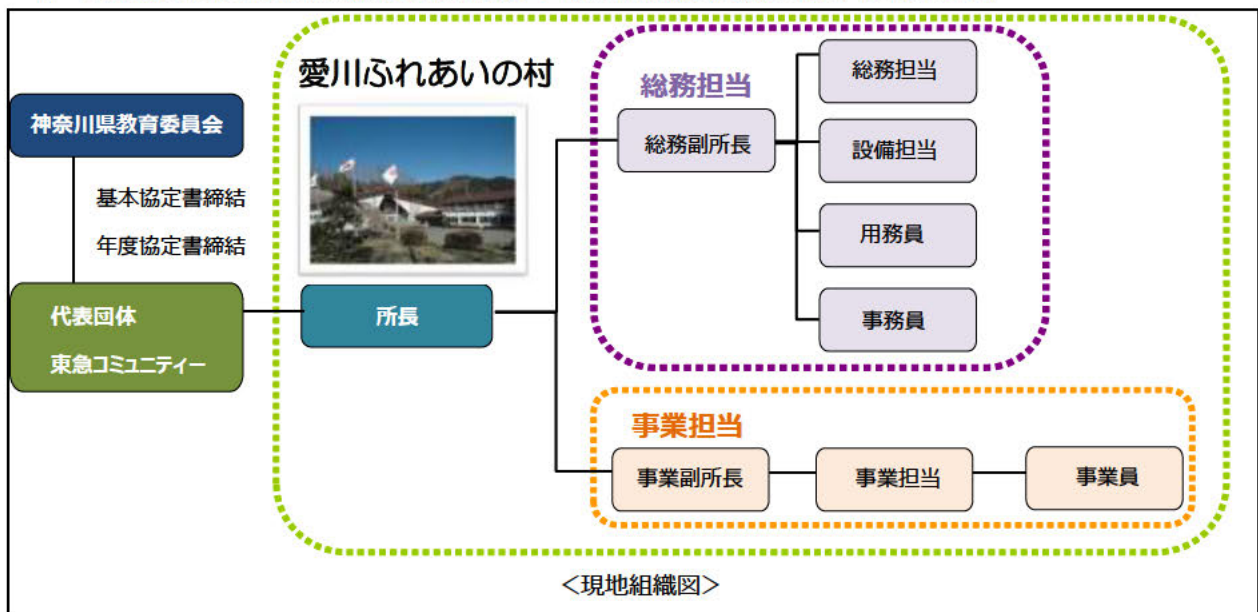 愛川ふれあいの村
神奈川県教育委員会
基本協定書締結
年度協定書締結
代表団体
東急コミュニティー
所長
総務担当
総務副所長
総務担当
設備担当
用務員
事務員
事業担当
事業副所長
事業担当
事業員
＜現地組織図＞